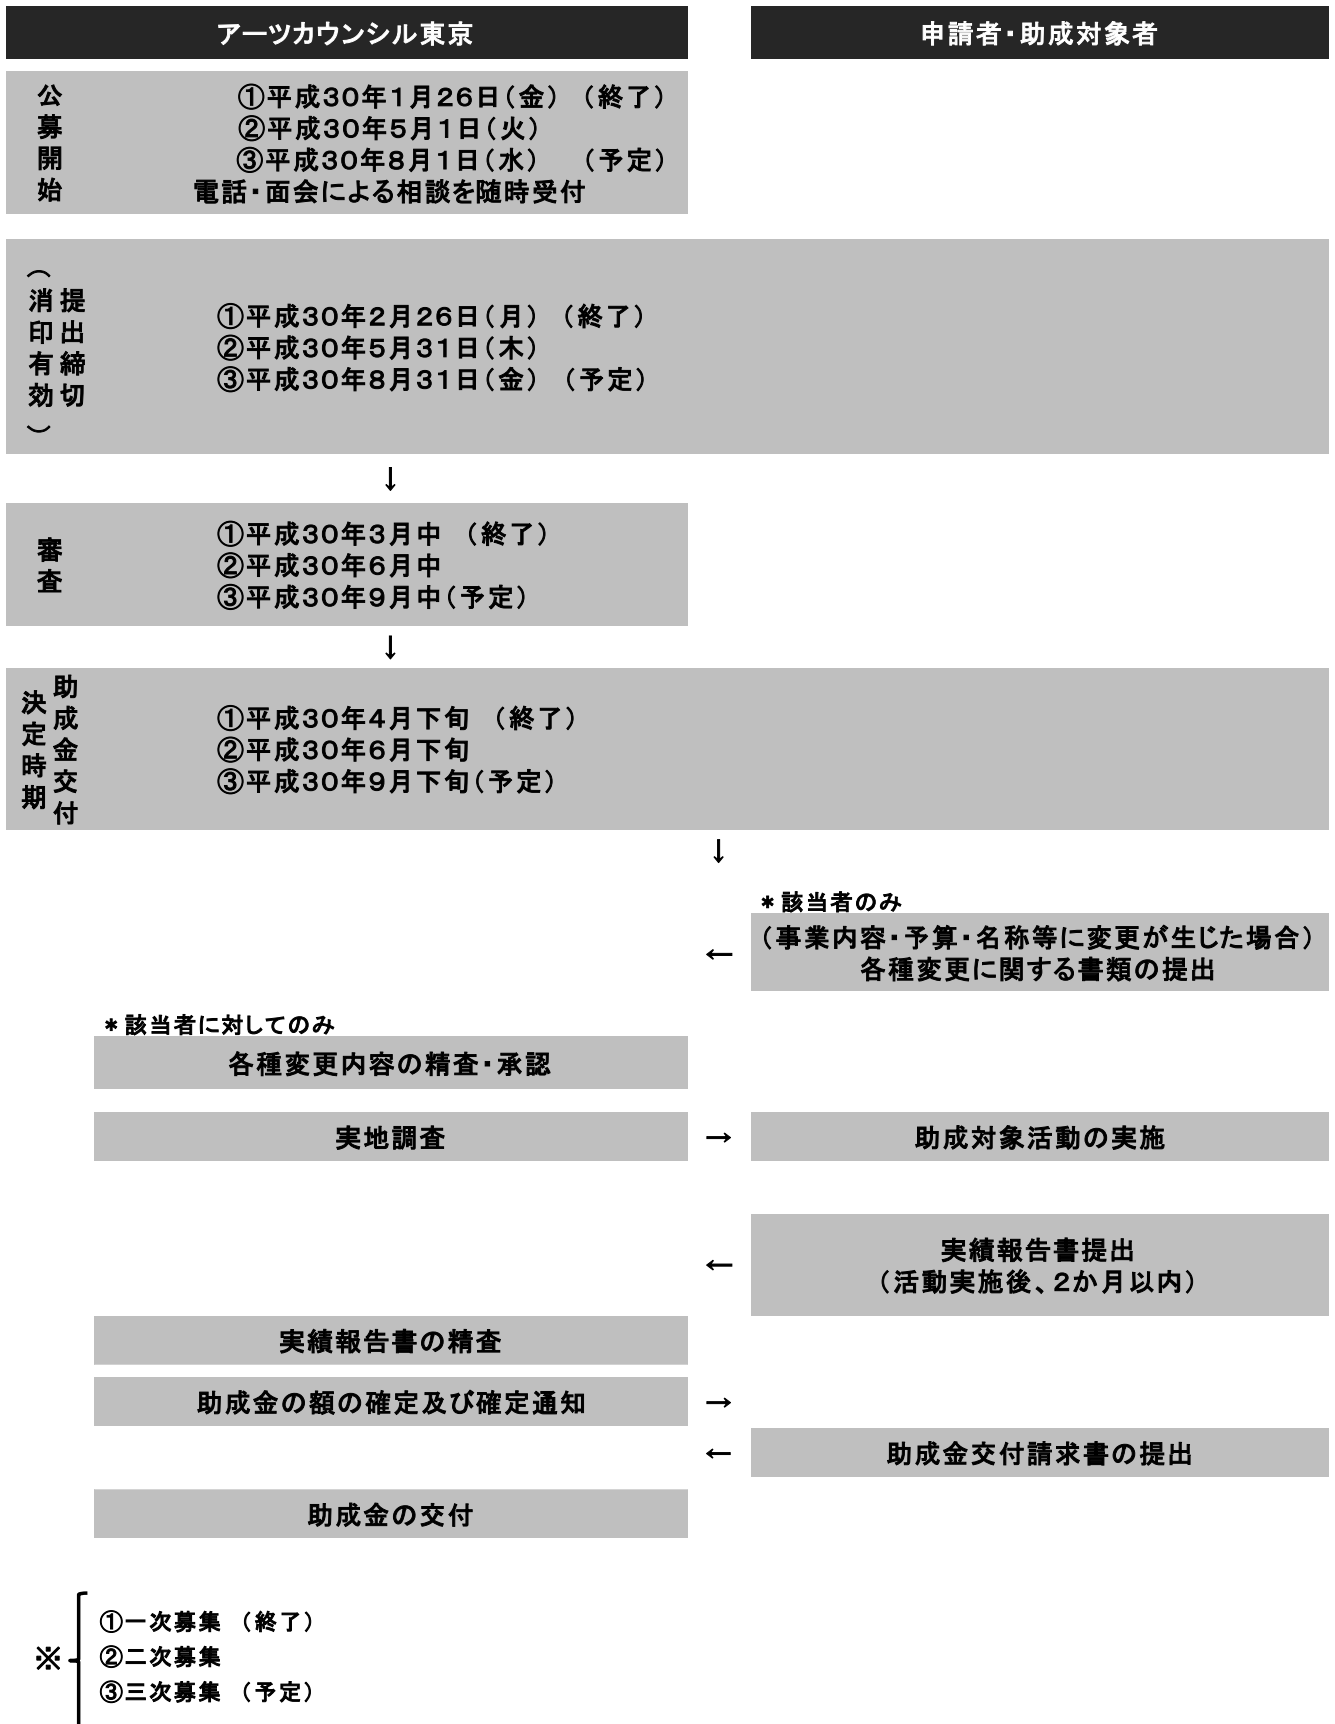 アーツカウンシル東京
申請者・助成対象者
公募開始
①平成30年1月26日（金）（終了）
②平成30年5月1日（火）
③平成30年8月1日（水）　（予定）
電話・面会による相談を随時受付
提出締切
（消印有効）
①平成30年2月26日（月）（終了）
②平成30年5月31日（木）
③平成30年8月31日（金）（予定）
↓
審査
①平成30年3月中　（終了）
②平成30年6月中
③平成30年9月中（予定）
↓
助成金交付
決定時期
①平成30年4月下旬　（終了）
②平成30年6月下旬
③平成30年9月下旬（予定）
↓
＊該当者のみ
（事業内容・予算・名称等に変更が生じた場合）
←
各種変更に関する書類の提出
＊該当者に対してのみ
各種変更内容の精査・承認
実地調査
→
助成対象活動の実施
実績報告書提出
←
（活動実施後、2か月以内）
実績報告書の精査
助成金の額の確定及び確定通知
→
←
助成金交付請求書の提出
助成金の交付
①一次募集　（終了）
※
②二次募集
③三次募集　（予定）